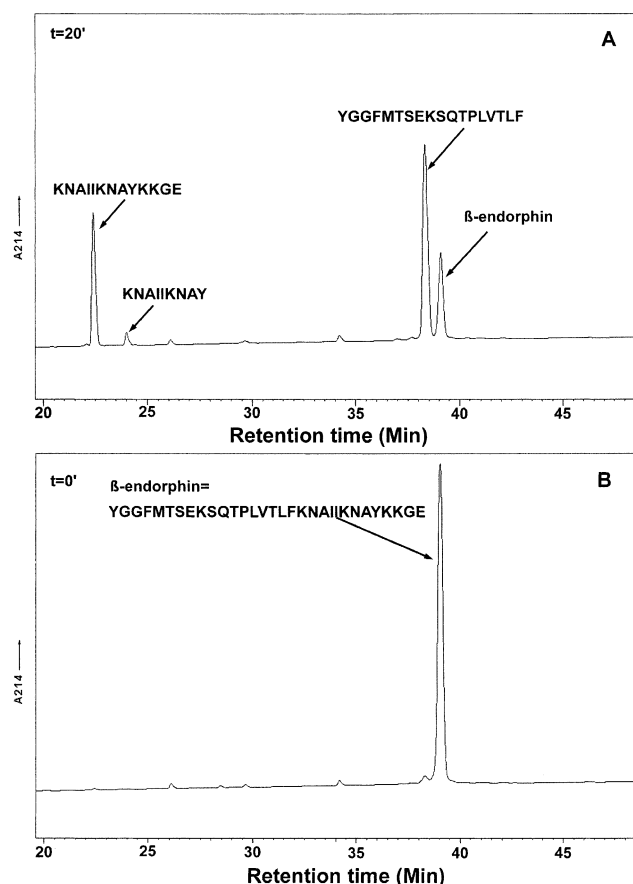 t=20'
A
YGGFMTSEKSQTPLVTLF
KNAIIKNAYKKGE
ß-endorphin
KNAIIKNAY
A214
20 25 30 35 40 45
Retention time (Min)
t=0'
B
ß-endorphin=
YGGFMTSEKSQTPLVTLFKNAIIKNAYKKGE
A214
20 25 30 35 40 45
Retention time (Min)